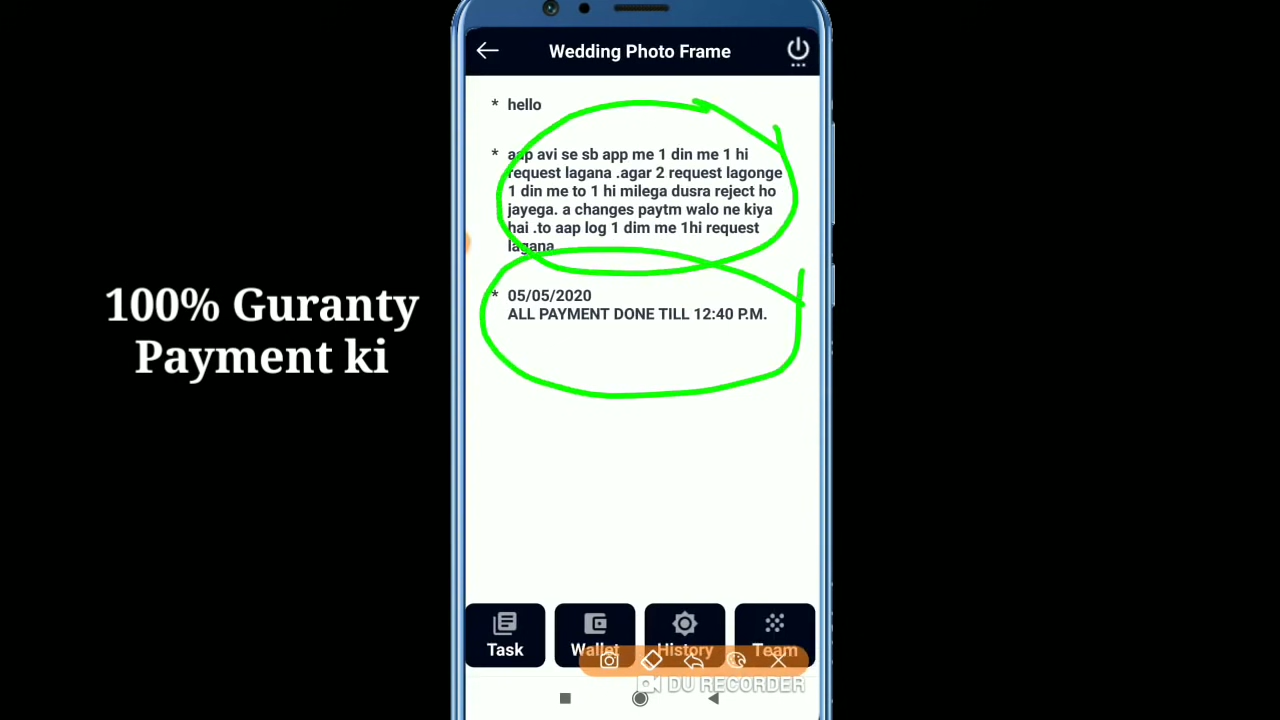 Wedding Photo Frame
* hello
* aap avi se sb app me 1 din me 1 hi
request lagana .agar 2 request lagonge
1 din me to 1 hi milega dusra reject ho
jayega. a changes paytm walo ne kiya
hai .to aap log 1 dim me 1hi request
lagana
* 05/05/2020
ALL PAYMENT DONE TILL 12:40 P.M.
100% Guranty
Payment ki
Task
Wallet
History
Team
DU RECORDER